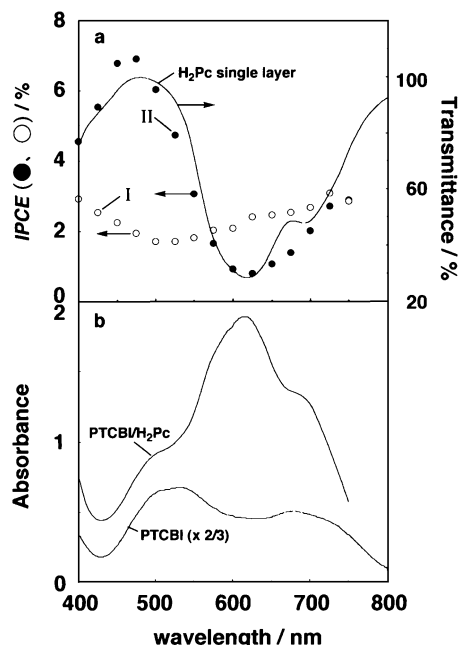 8
a
H₂Pc single layer
100
6
II
IPCE (●、○) / %
4
I
60
Transmittance / %
2
0
20
b
2
Absorbance
PTCBI/H₂Pc
1
PTCBI (x 2/3)
0
400 500 600 700 800
wavelength / nm